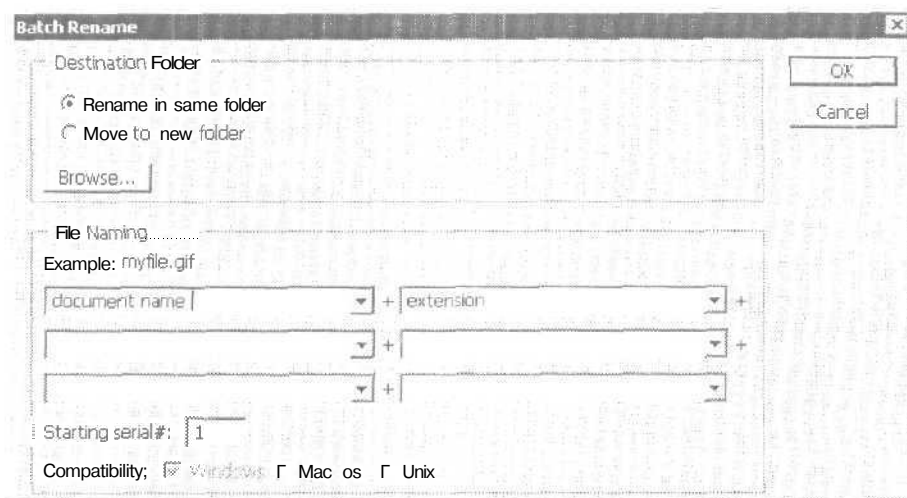 Batch Rename
Destination Folder
OK
Rename in same folder
Cancel
Move to new folder
Browse...
File Naming
Example: myfile.gif
document name + extension +
+ +
+
Starting serial#: 1
Compatibility; Windows Γ Mac os Γ Unix